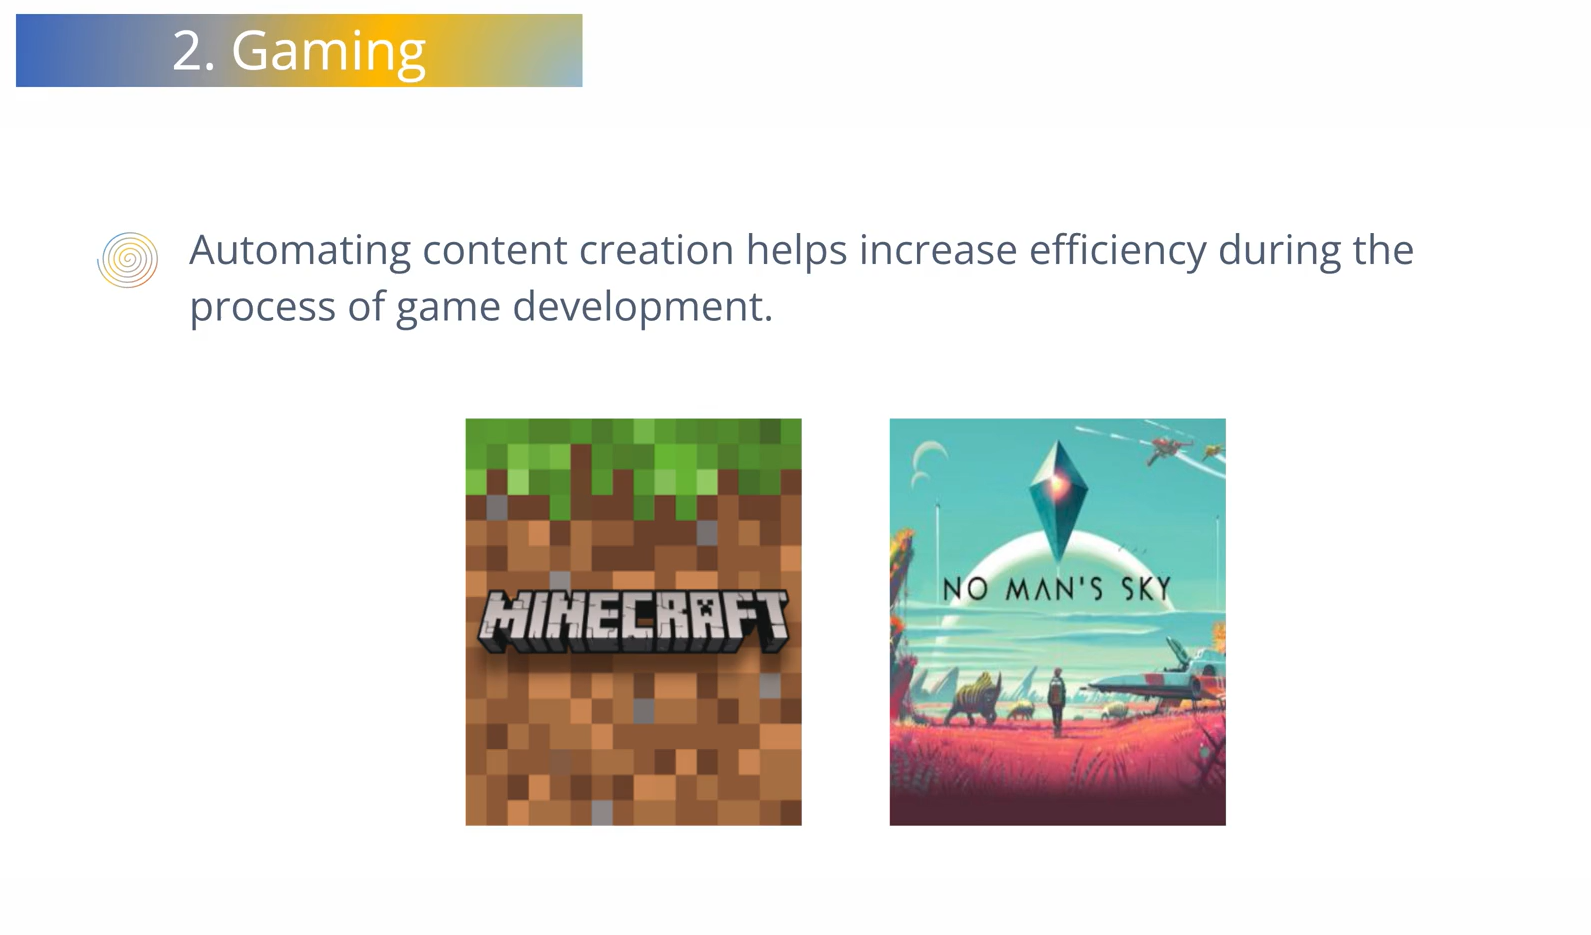 2. Gaming
Automating content creation helps increase efficiency during the
process of game development.
MINECRAFT
NO MAN'S SKY